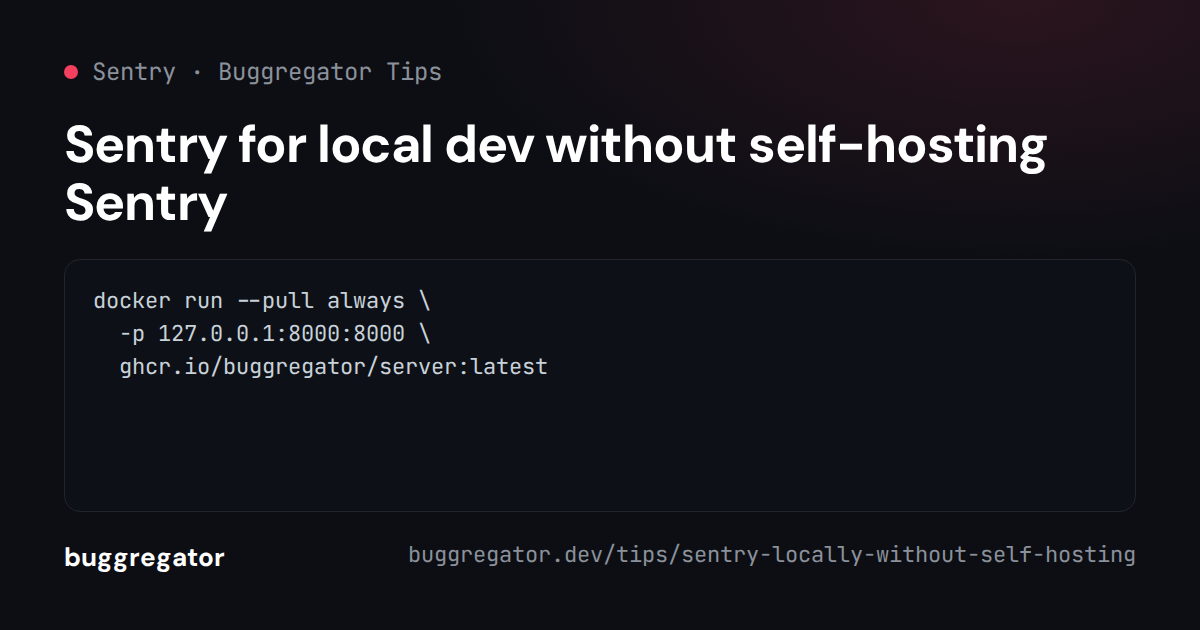 Sentry · Buggregator Tips
Sentry for local dev without self-hosting
Sentry
docker run --pull always \
  -p 127.0.0.1:8000:8000 \
  ghcr.io/buggregator/server:latest
buggregator
buggregator.dev/tips/sentry-locally-without-self-hosting